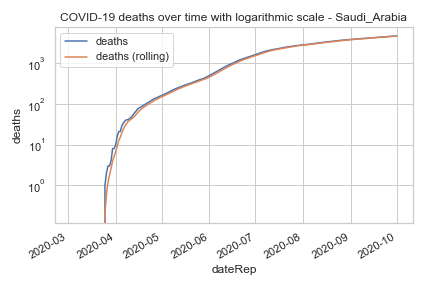 COVID-19 deaths over time with logarithmic scale - Saudi_Arabia
deaths
deaths (rolling)
10³
10²
10¹
10⁰
deaths
2020-03
2020-04
2020-05
2020-06
2020-07
2020-08
2020-09
2020-10
dateRep